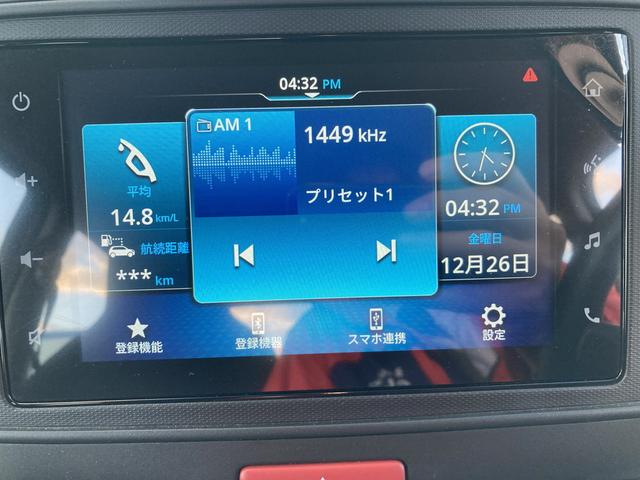 04:32 PM
AM 1
1449 kHz
プリセット1
平均
14.8 km/L
航続距離
*** km
04:32 PM
金曜日
12月26日
登録機能
登録機器
スマホ連携
設定